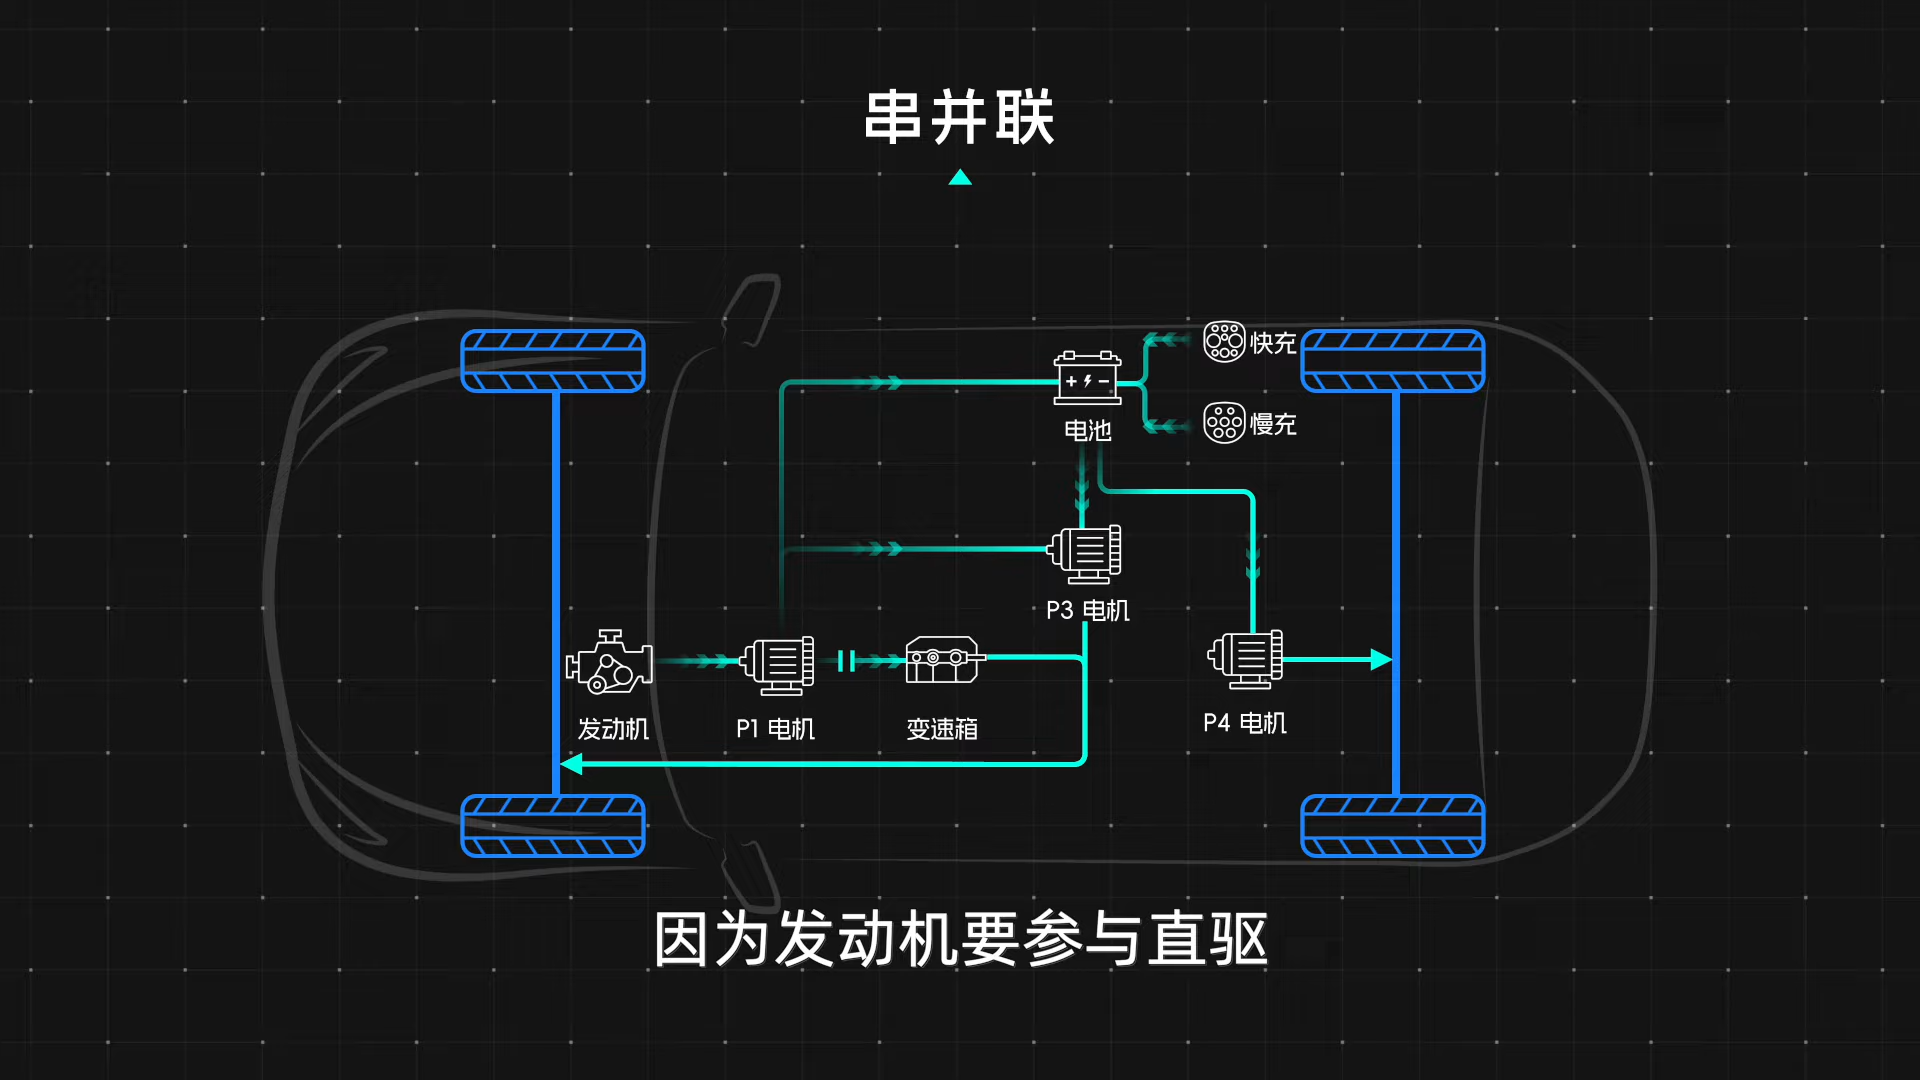 串并联
快充
慢充
电池
P3 电机
发动机
P1 电机
变速箱
P4 电机
因为发动机要参与直驱